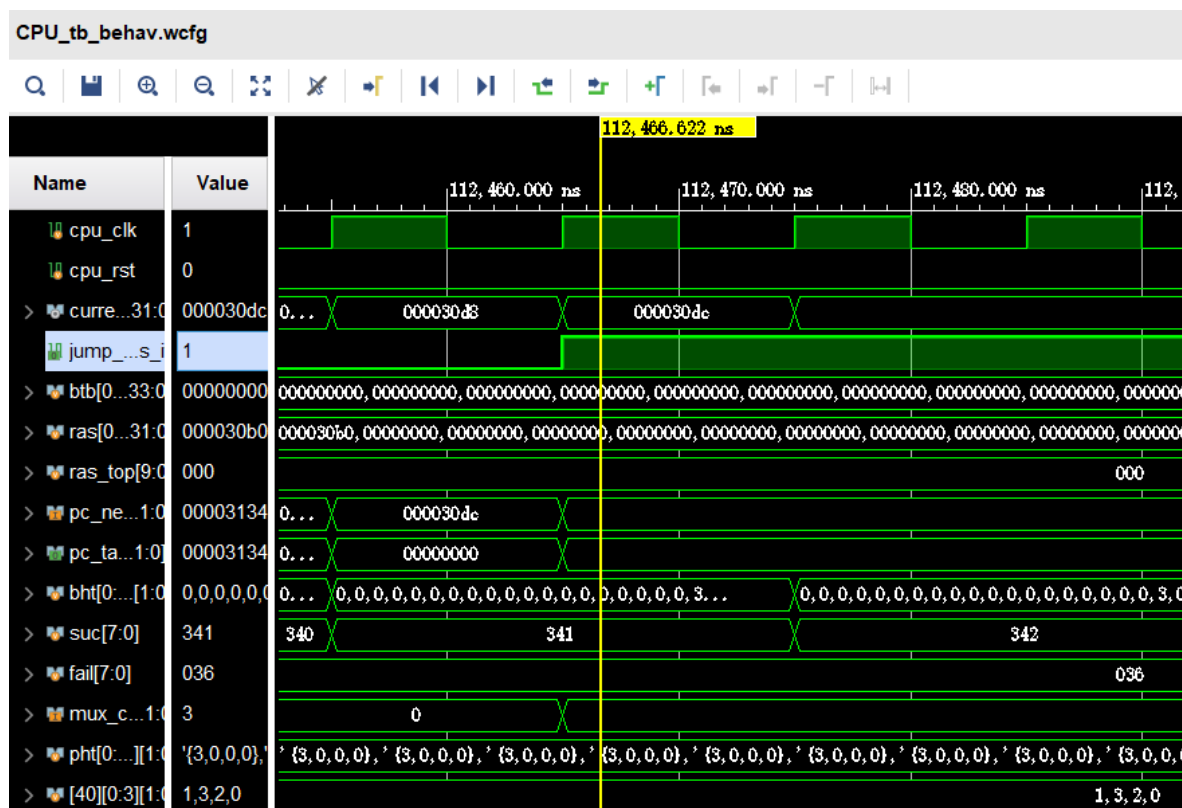 CPU_tb_behav.wcfg
112,466.622 ns
Name Value 112,460.000 ns 112,470.000 ns 112,480.000 ns 112,
cpu_clk 1
cpu_rst 0
curre...31:0 000030dc 0... 000030d8 000030dc
jump_...s_i 1
btb[0...33:0 00000000 000000000,000000000,000000000,000000000,000000000,000000000,000000000,000000000,000000000,000000
ras[0...31:0 000030b0 000030b0,00000000,00000000,00000000,00000000,00000000,00000000,00000000,00000000,00000000,000000
ras_top[9:0 000 000
pc_ne...1:0 00003134 0... 000030dc
pc_ta...1:0] 00003134 0... 00000000
bht[0:...[1:0 0,0,0,0,0,0 0... 0,0,0,0,0,0,0,0,0,0,0,0,0,0,0,0,0,0,3... 0,0,0,0,0,0,0,0,0,0,0,0,0,0,0,0,0,0,3,0
suc[7:0] 341 340 341 342
fail[7:0] 036 036
mux_c...1:0 3 0
pht[0:...][1:0 '{3,0,0,0},' '{3,0,0,0},'{3,0,0,0},'{3,0,0,0},'{3,0,0,0},'{3,0,0,0},'{3,0,0,0},'{3,0,0,0},'{3,0,0,0},'{3,0,
[40][0:3][1:0 1,3,2,0 1,3,2,0